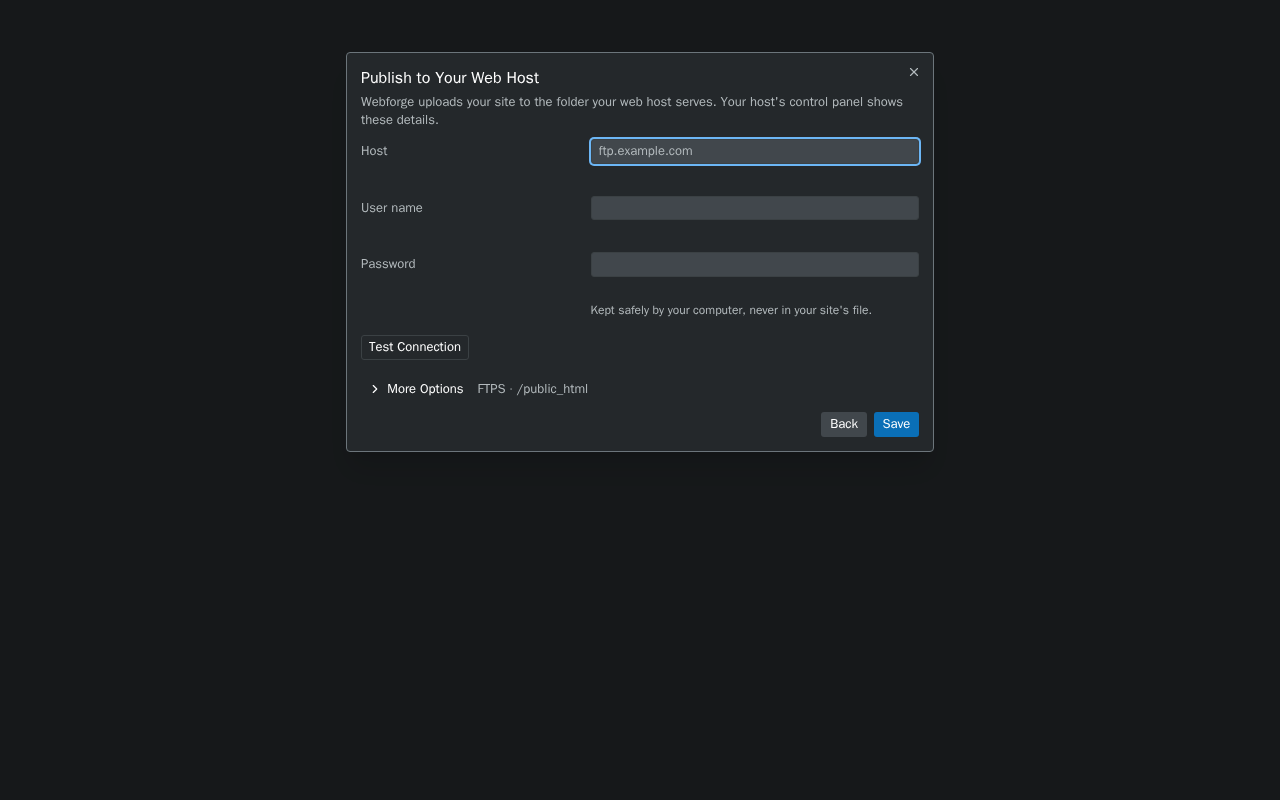 Publish to Your Web Host
Webforge uploads your site to the folder your web host serves. Your host's control panel shows
these details.
Host
ftp.example.com
User name
Password
Kept safely by your computer, never in your site's file.
Test Connection
More Options FTPS · /public_html
Back Save